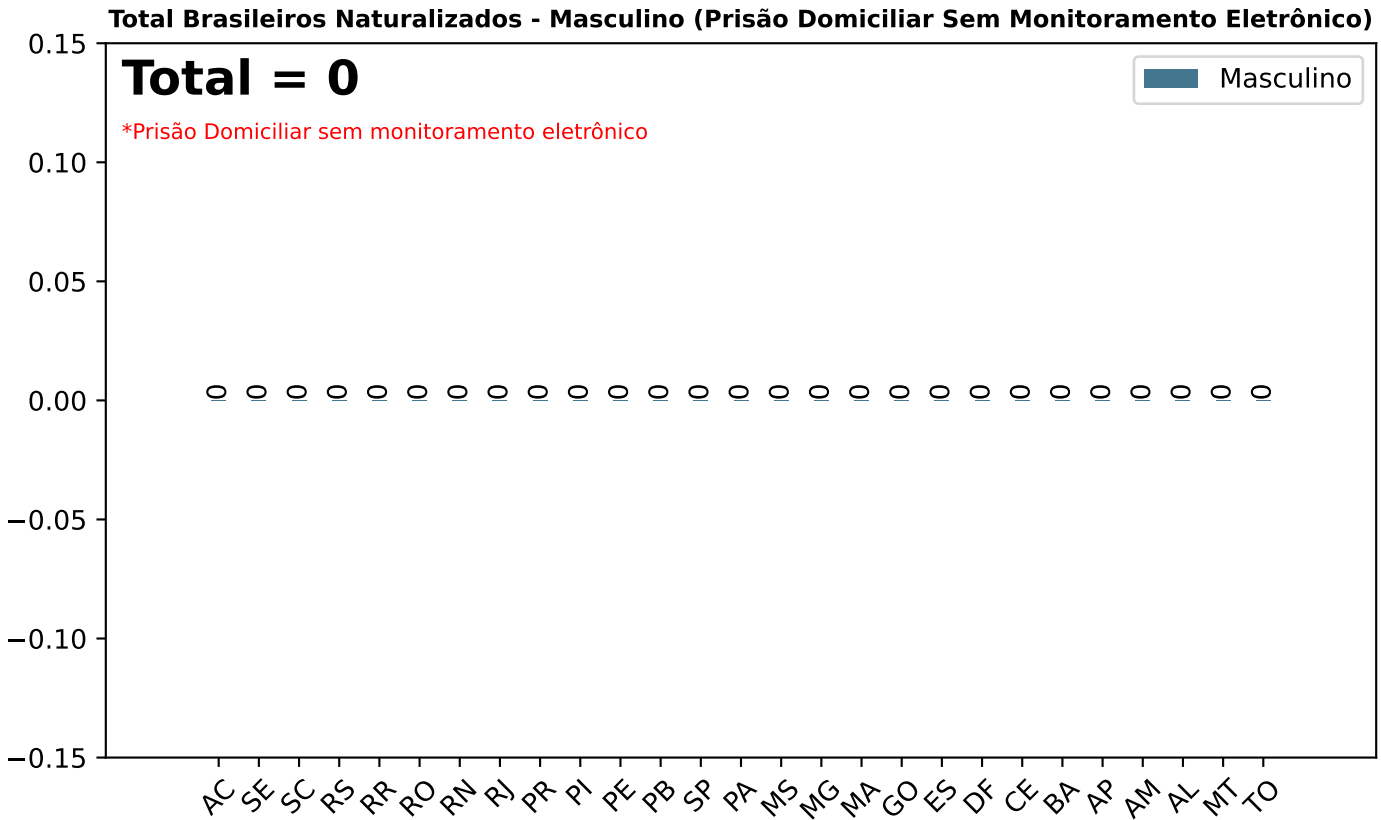 Total Brasileiros Naturalizados - Masculino (Prisão Domiciliar Sem Monitoramento Eletrônico)
0.15
Total = 0
Masculino
*Prisão Domiciliar sem monitoramento eletrônico
0.10
0.05
0.00
0 0 0 0 0 0 0 0 0 0 0 0 0 0 0 0 0 0 0 0 0 0 0 0 0 0 0
−0.05
−0.10
−0.15
AC SE SC RS RR RO RN RJ PR PI PE PB SP PA MS MG MA GO ES DF CE BA AP AM AL MT TO